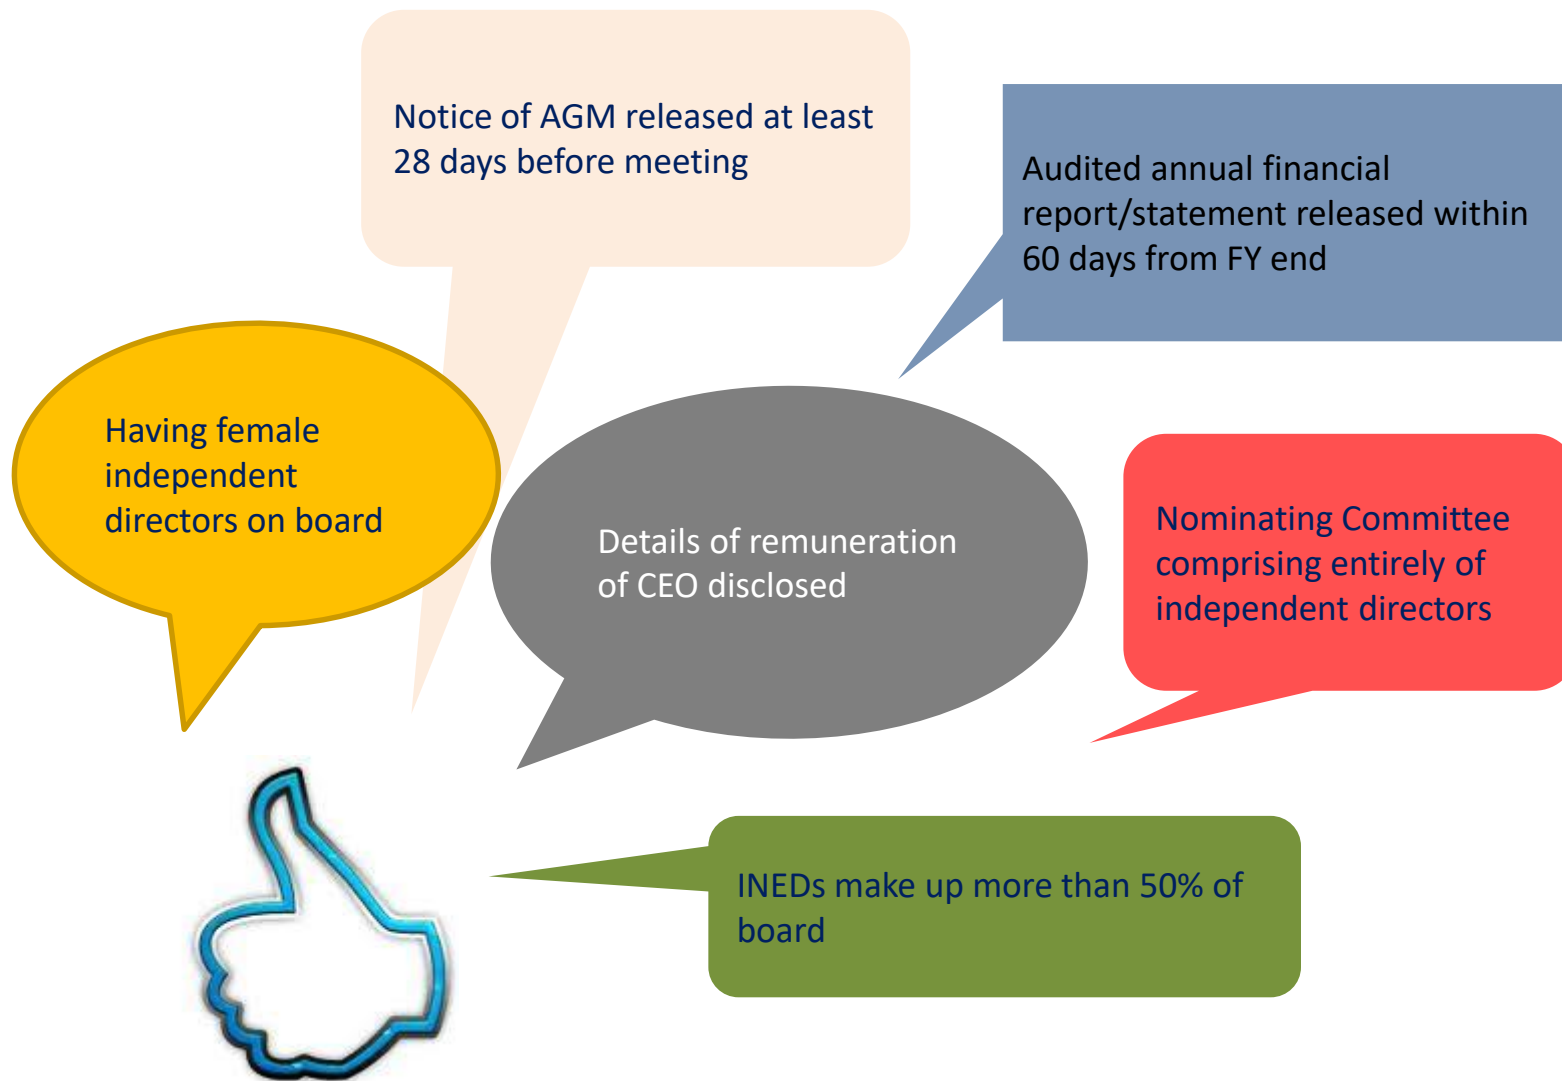 Notice of AGM released at least
28 days before meeting
Audited annual financial
report/statement released within
60 days from FY end
Having female
independent
directors on board
Details of remuneration
of CEO disclosed
Nominating Committee
comprising entirely of
independent directors
INEDs make up more than 50% of
board